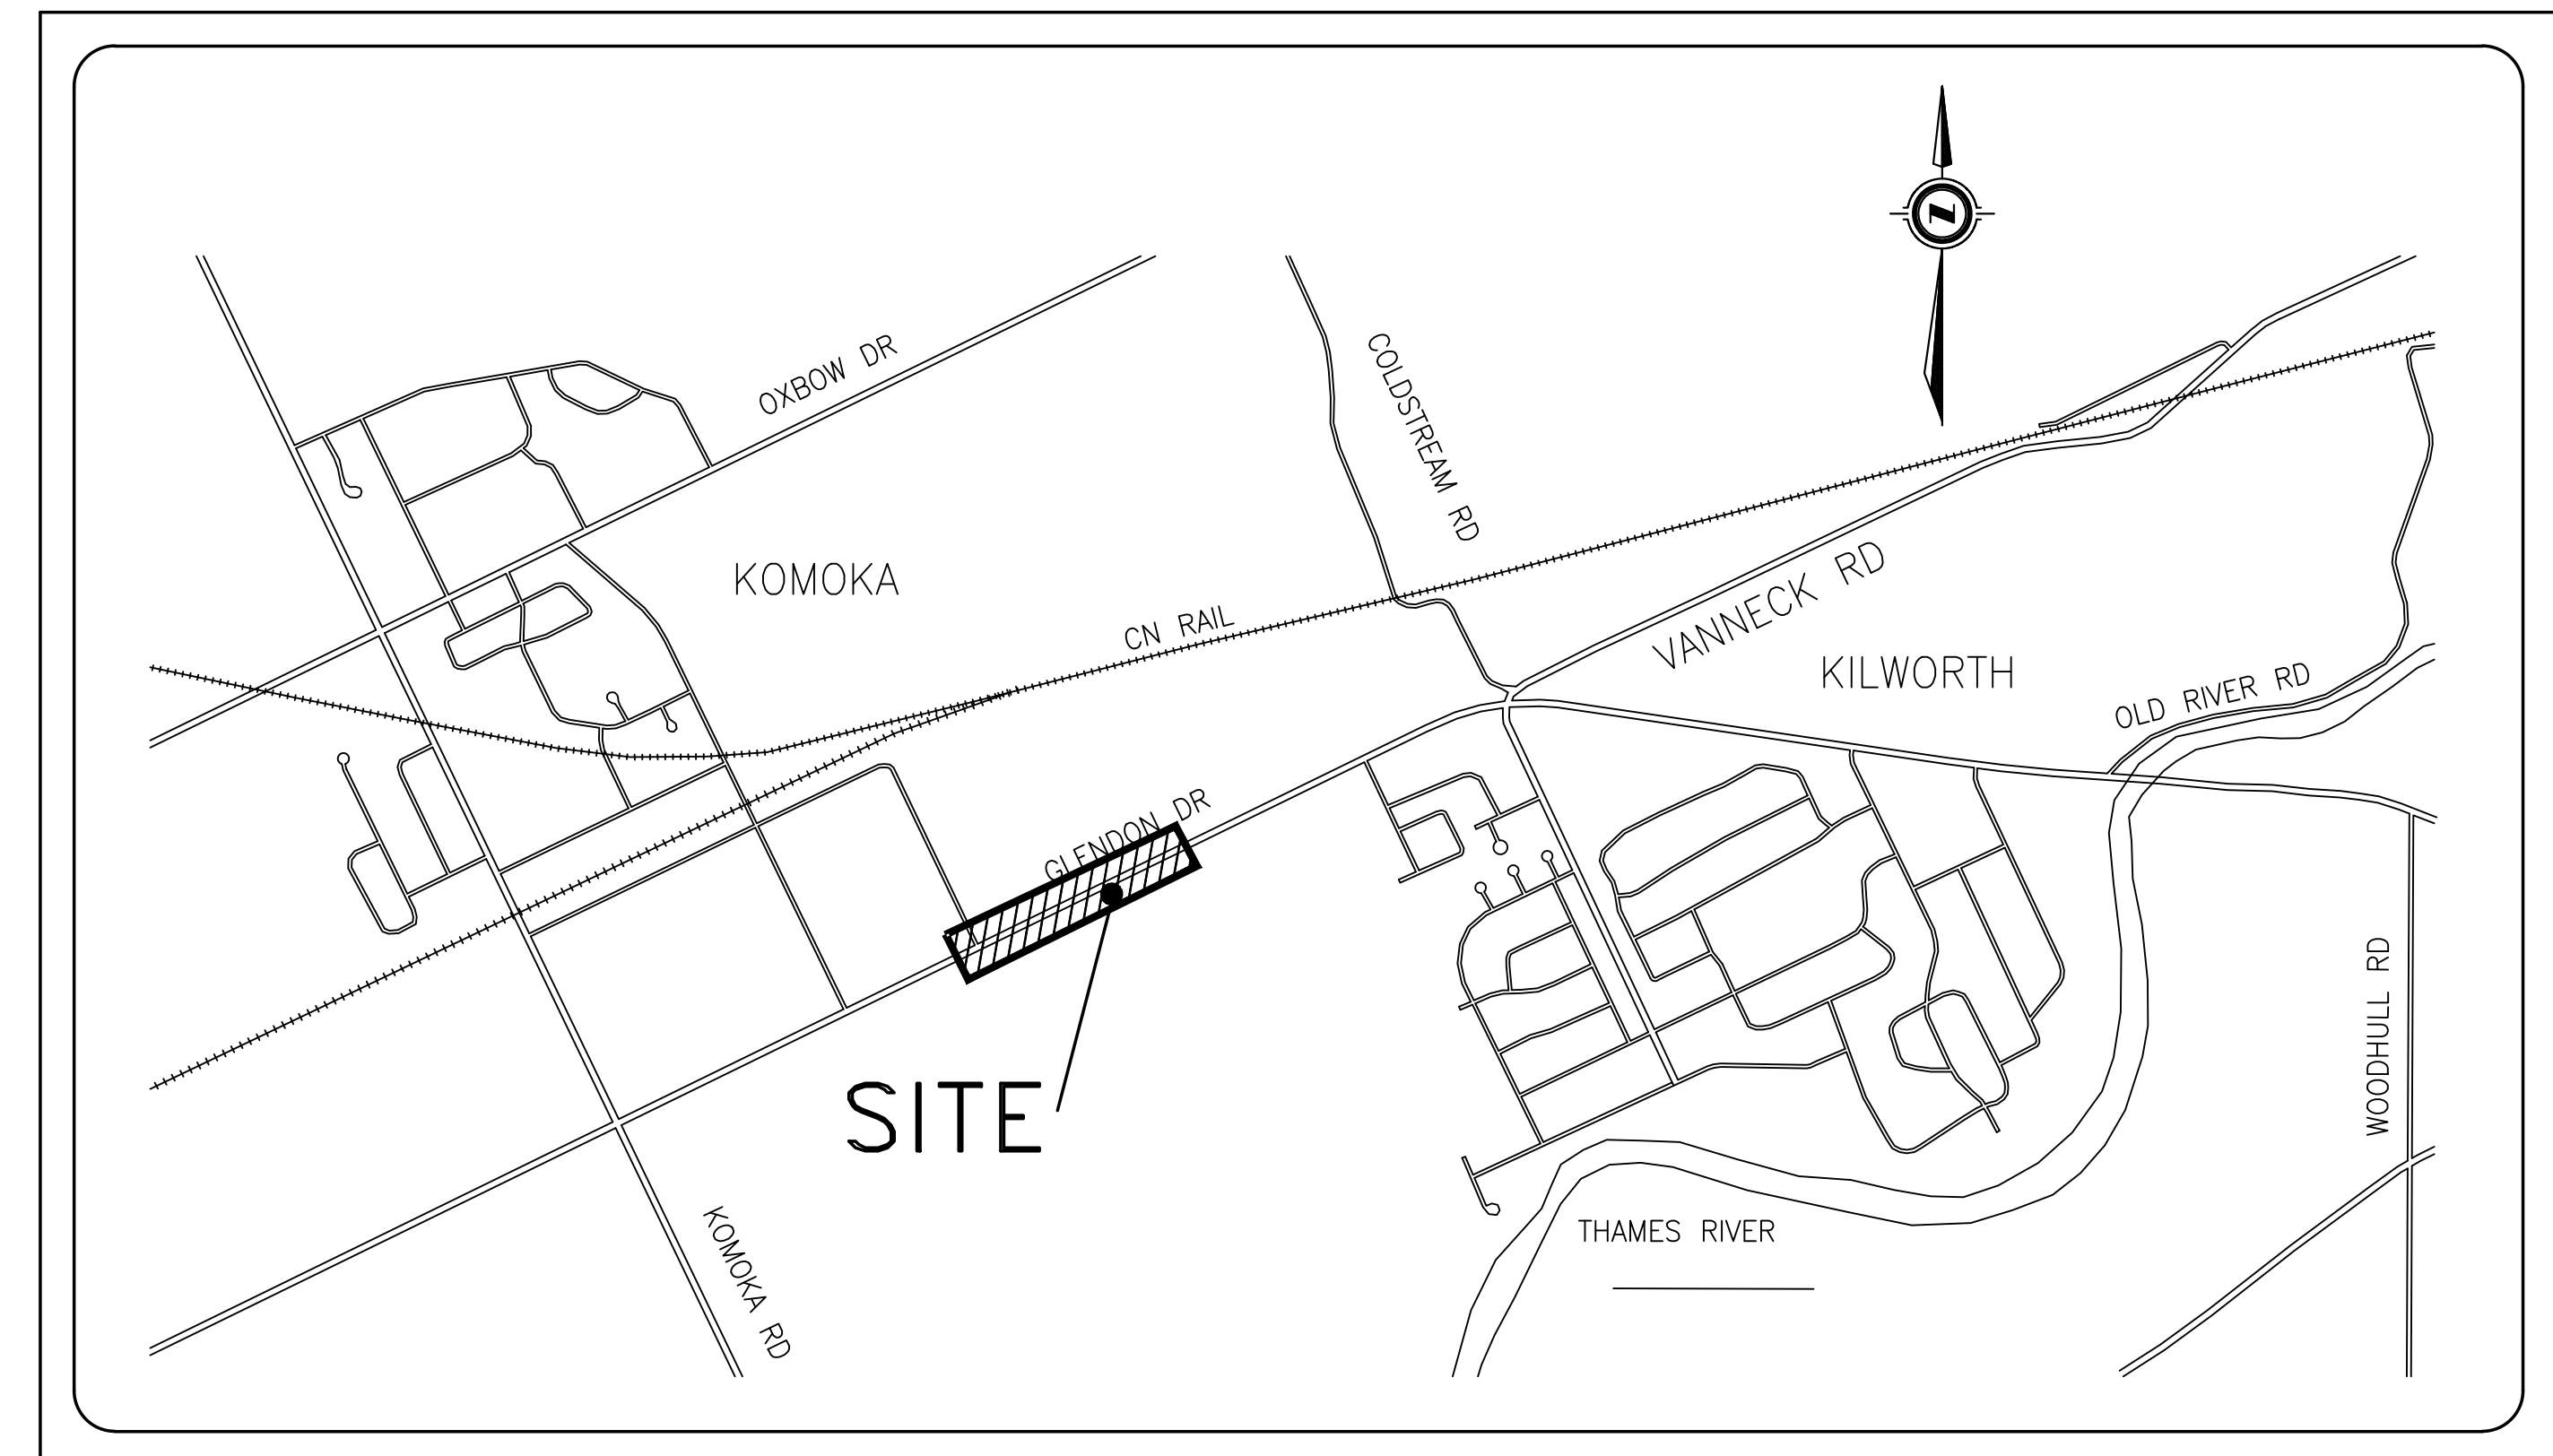 OXBOW DR
COLDSTREAM RD
KOMOKA
CN RAIL
VANNECK RD
KILWORTH
OLD RIVER RD
GLENDON DR
SITE
WOODHULL RD
KOMOKA RD
THAMES RIVER